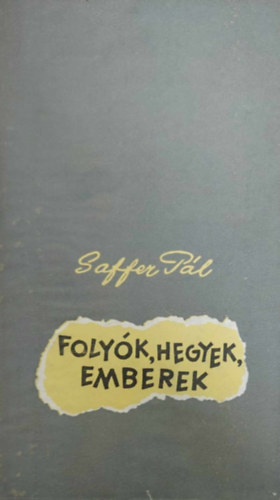 Saffer Pál
FOLYÓK, HEGYEK,
EMBEREK